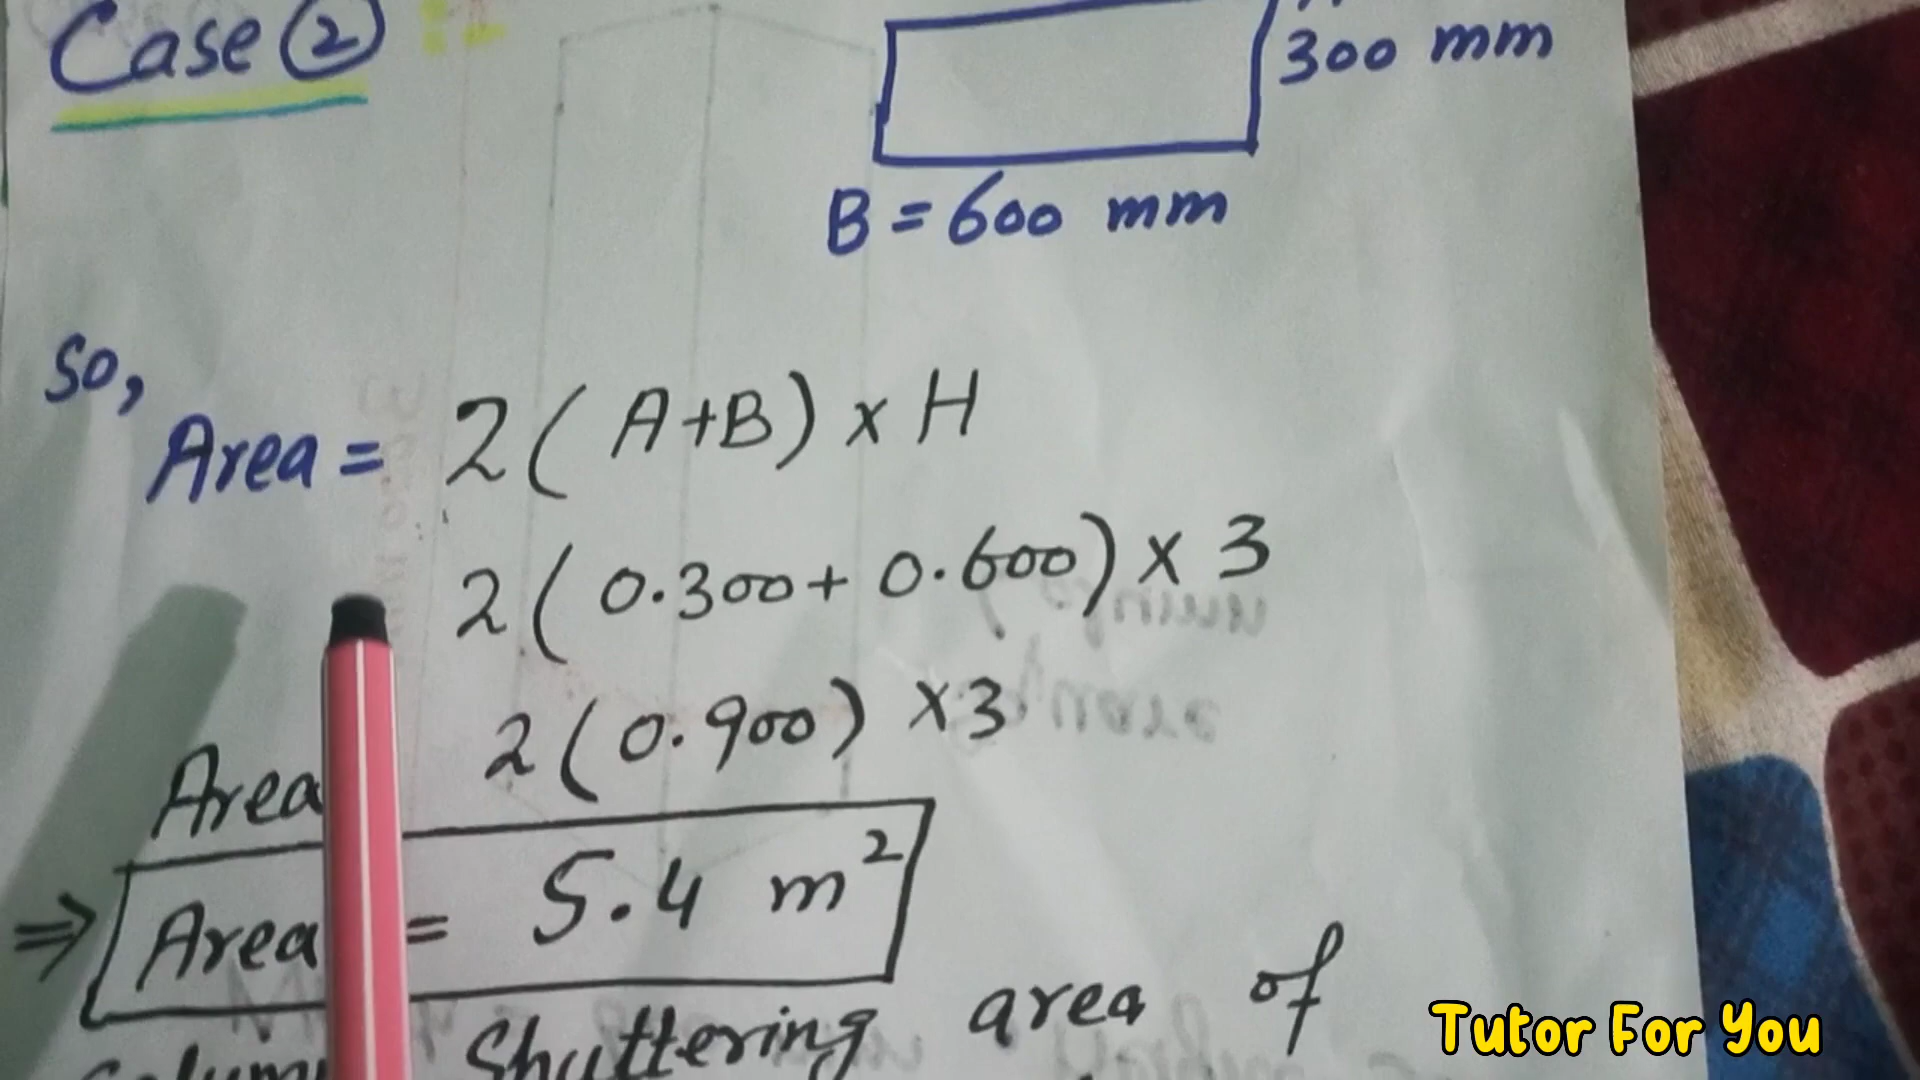 Case ②
300 mm
B = 600 mm
So,
Area = 2 ( A+B ) x H
2 ( 0.300 + 0.600 ) x 3
2 ( 0.900 ) x 3
Area
⇒ Area = 5.4 m²
Shuttering area of
Tutor For You